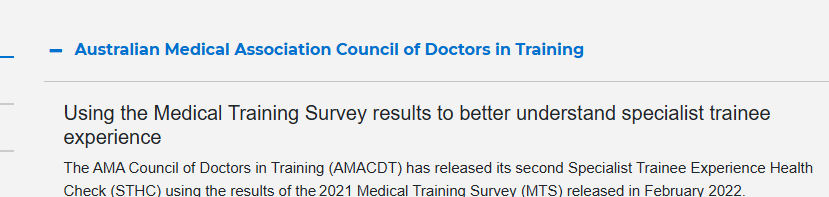 Australian Medical Association Council of Doctors in Training
Using the Medical Training Survey results to better understand specialist trainee
experience
The AMA Council of Doctors in Training (AMACDT) has released its second Specialist Trainee Experience Health
Check (STHC) using the results of the 2021 Medical Training Survey (MTS) released in February 2022.